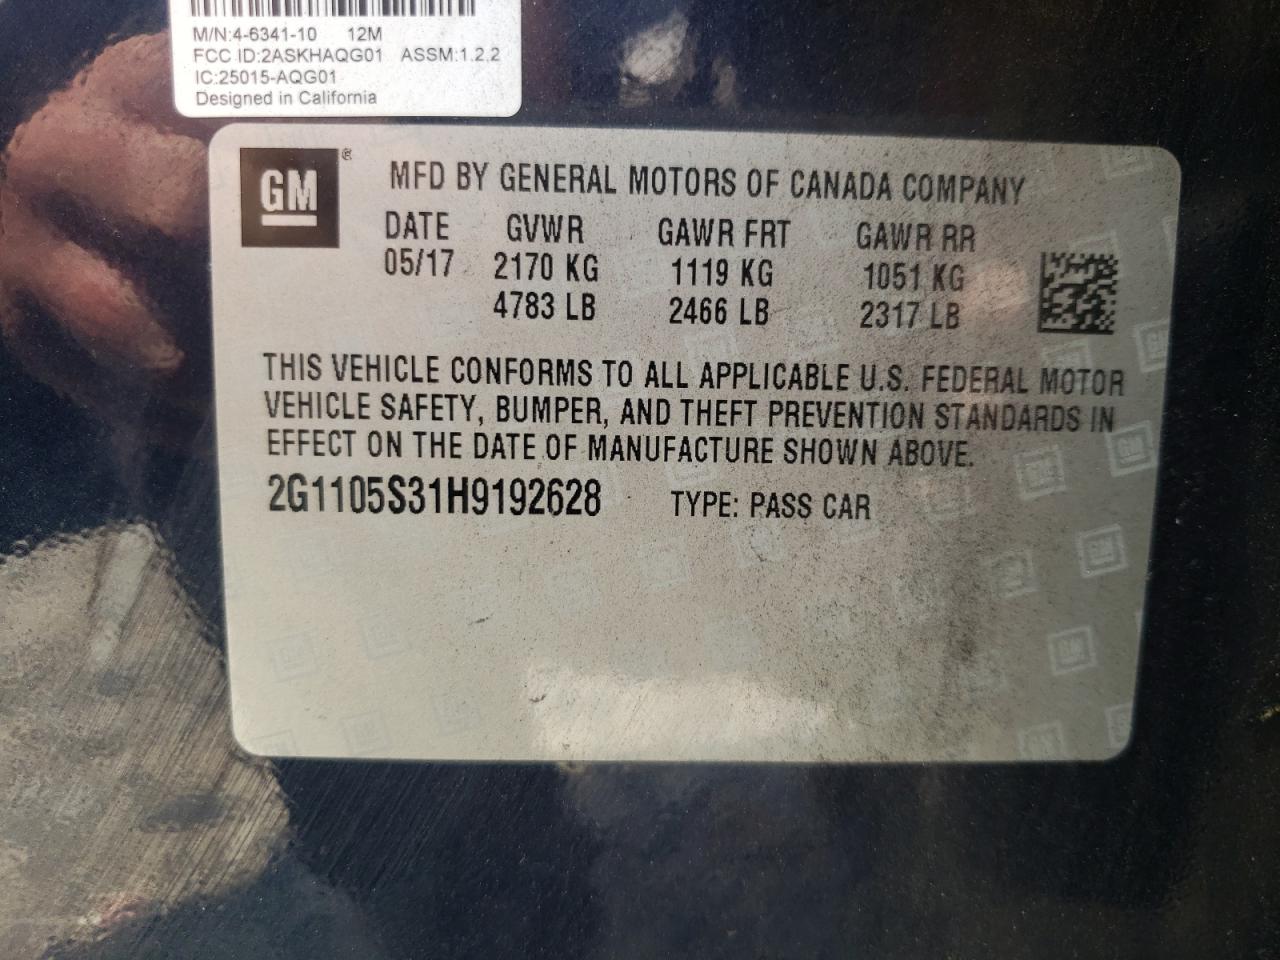 M/N:4-6341-10 12M
FCC ID:2ASKHAQG01 ASSM:1.2.2
IC:25015-AQG01
Designed in California
GM ®
MFD BY GENERAL MOTORS OF CANADA COMPANY
DATE GVWR GAWR FRT GAWR RR
05/17 2170 KG 1119 KG 1051 KG
4783 LB 2466 LB 2317 LB
THIS VEHICLE CONFORMS TO ALL APPLICABLE U.S. FEDERAL MOTOR
VEHICLE SAFETY, BUMPER, AND THEFT PREVENTION STANDARDS IN
EFFECT ON THE DATE OF MANUFACTURE SHOWN ABOVE.
2G1105S31H9192628 TYPE: PASS CAR